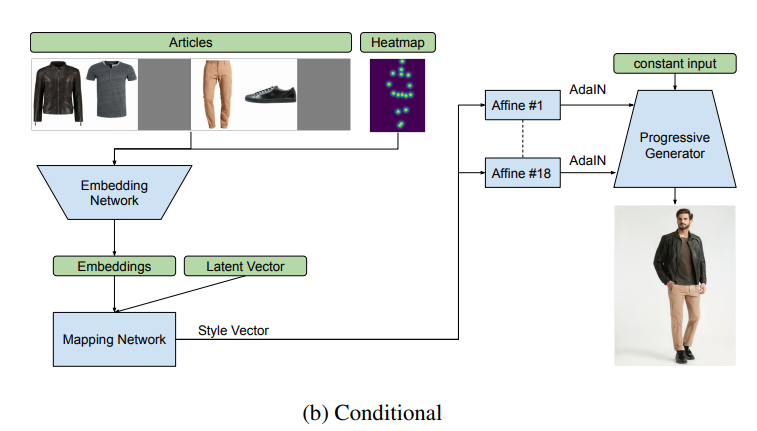 Articles
Heatmap
constant input
Affine #1
AdaIN
Progressive
Generator
Affine #18
AdaIN
Embedding
Network
Embeddings
Latent Vector
Mapping Network
Style Vector
(b) Conditional